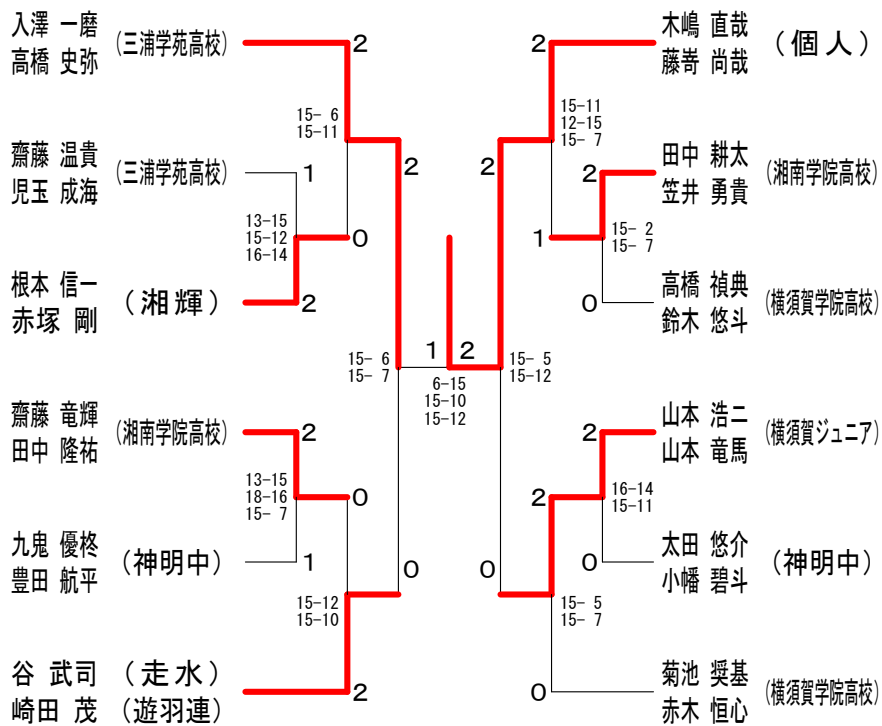 入澤 一磨
高橋 史弥
(三浦学苑高校)
2
15- 6
15-11
齋藤 温貴
児玉 成海
(三浦学苑高校)
1
13-15
15-12
16-14
0
根本 信一
赤塚 剛
(湘輝)
2
2
15- 6
15- 7
齋藤 竜輝
田中 隆祐
(湘南学院高校)
2
13-15
18-16
15- 7
0
九鬼 優柊
豊田 航平
(神明中)
1
0
15-12
15-10
谷 武司 (走水)
崎田 茂 (遊羽連)
2
1 2
6-15
15-10
15-12
木嶋 直哉
藤嵜 尚哉
(個人)
2
15-11
12-15
15- 7
2
田中 耕太
笠井 勇貴
(湘南学院高校)
2
1
15- 2
15- 7
高橋 禎典
鈴木 悠斗
(横須賀学院高校)
0
15- 5
15-12
山本 浩二
山本 竜馬
(横須賀ジュニア)
2
2
16-14
15-11
太田 悠介
小幡 碧斗
(神明中)
0
0
15- 5
15- 7
菊池 奨基
赤木 恒心
(横須賀学院高校)
0